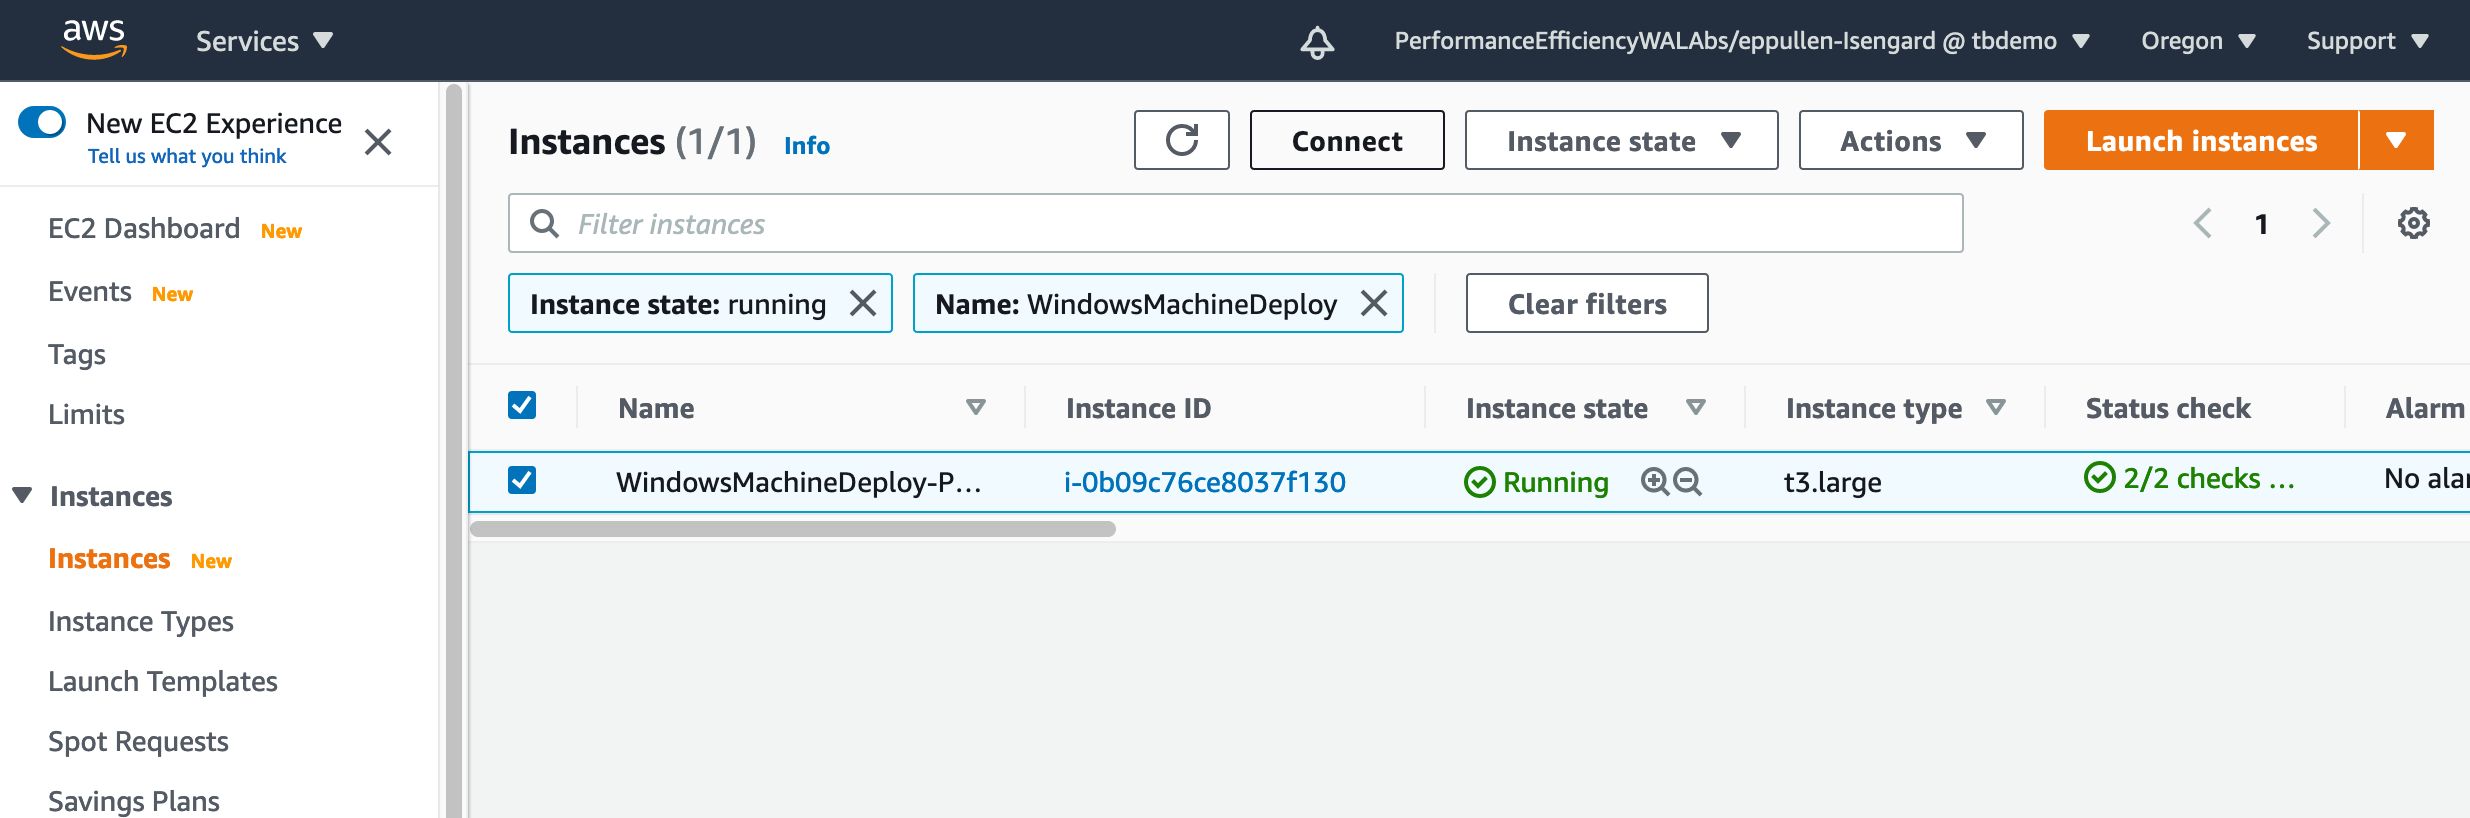 aws
Services
PerformanceEfficiencyWALAbs/eppullen-Isengard @ tbdemo
Oregon
Support
New EC2 Experience
Tell us what you think
EC2 Dashboard New
Events New
Tags
Limits
Instances
Instances New
Instance Types
Launch Templates
Spot Requests
Savings Plans
Instances (1/1) Info
Connect
Instance state
Actions
Launch instances
Filter instances
1
Instance state: running
Name: WindowsMachineDeploy
Clear filters
Name Instance ID Instance state Instance type Status check Alarm
WindowsMachineDeploy-P... i-0b09c76ce8037f130 Running t3.large 2/2 checks ... No alar